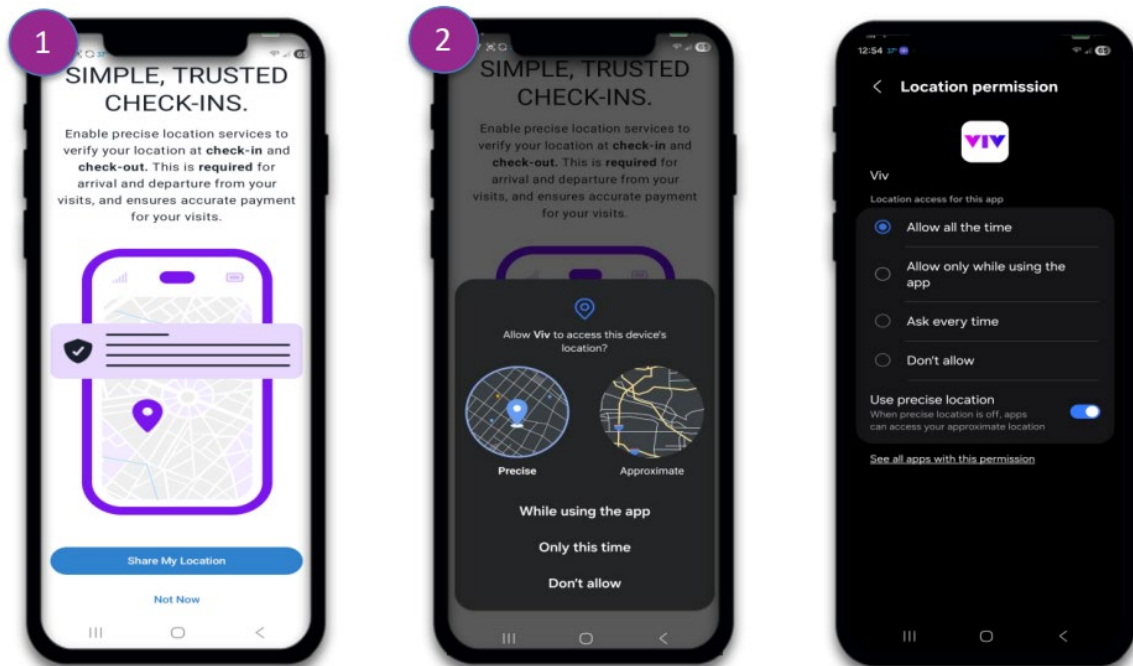 1
SIMPLE, TRUSTED
CHECK-INS.
Enable precise location services to
verify your location at check-in and
check-out. This is required for
arrival and departure from your
visits, and ensures accurate payment
for your visits.
Share My Location
Not Now
2
SIMPLE, TRUSTED
CHECK-INS.
Enable precise location services to
verify your location at check-in and
check-out. This is required for
arrival and departure from your
visits, and ensures accurate payment
for your visits.
Allow Viv to access this device's
location?
Precise
Approximate
While using the app
Only this time
Don't allow
12:54 37°
Location permission
VIV
Viv
Location access for this app
Allow all the time
Allow only while using the
app
Ask every time
Don't allow
Use precise location
When precise location is off, apps
can access your approximate location
See all apps with this permission